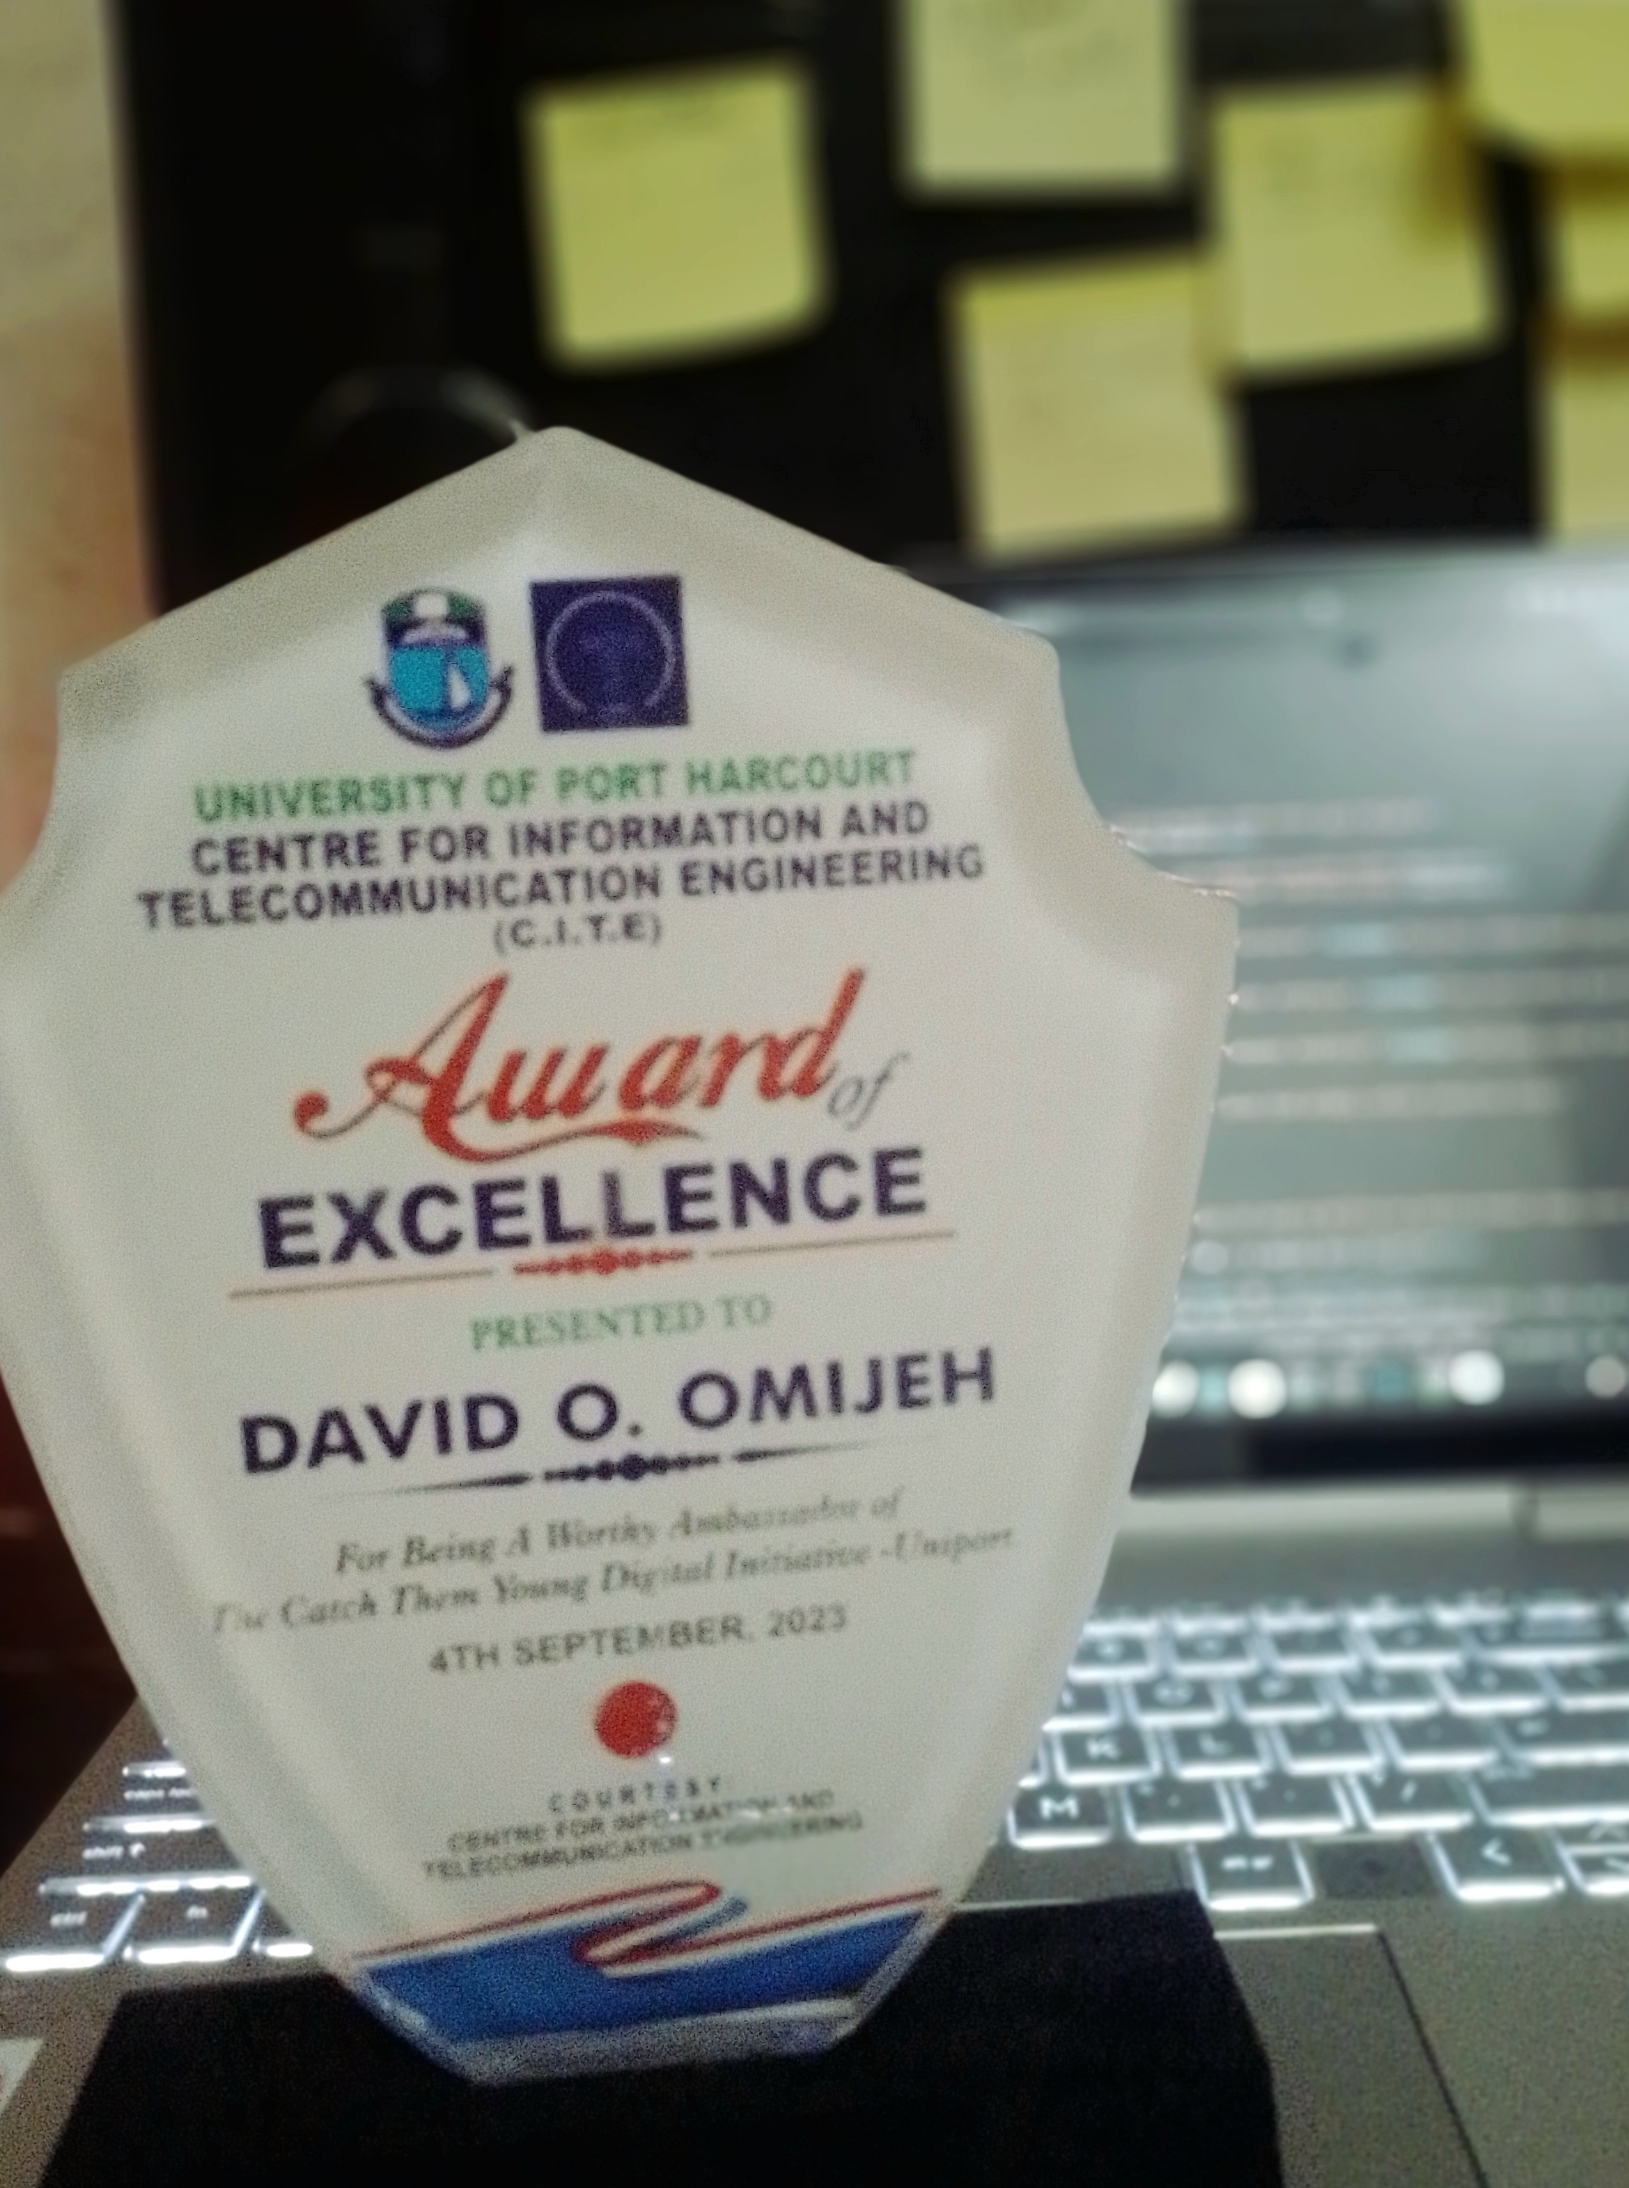 UNIVERSITY OF PORT HARCOURT
CENTRE FOR INFORMATION AND
TELECOMMUNICATION ENGINEERING
(C.I.T.E)
Award of
EXCELLENCE
PRESENTED TO
DAVID O. OMIJEH
For Being A Worthy Ambassador of
The Catch Them Young Digital Initiative -Uniport
4TH SEPTEMBER, 2023
COURTESY:
CENTRE FOR INFORMATION AND
TELECOMMUNICATION ENGINEERING
K L
M